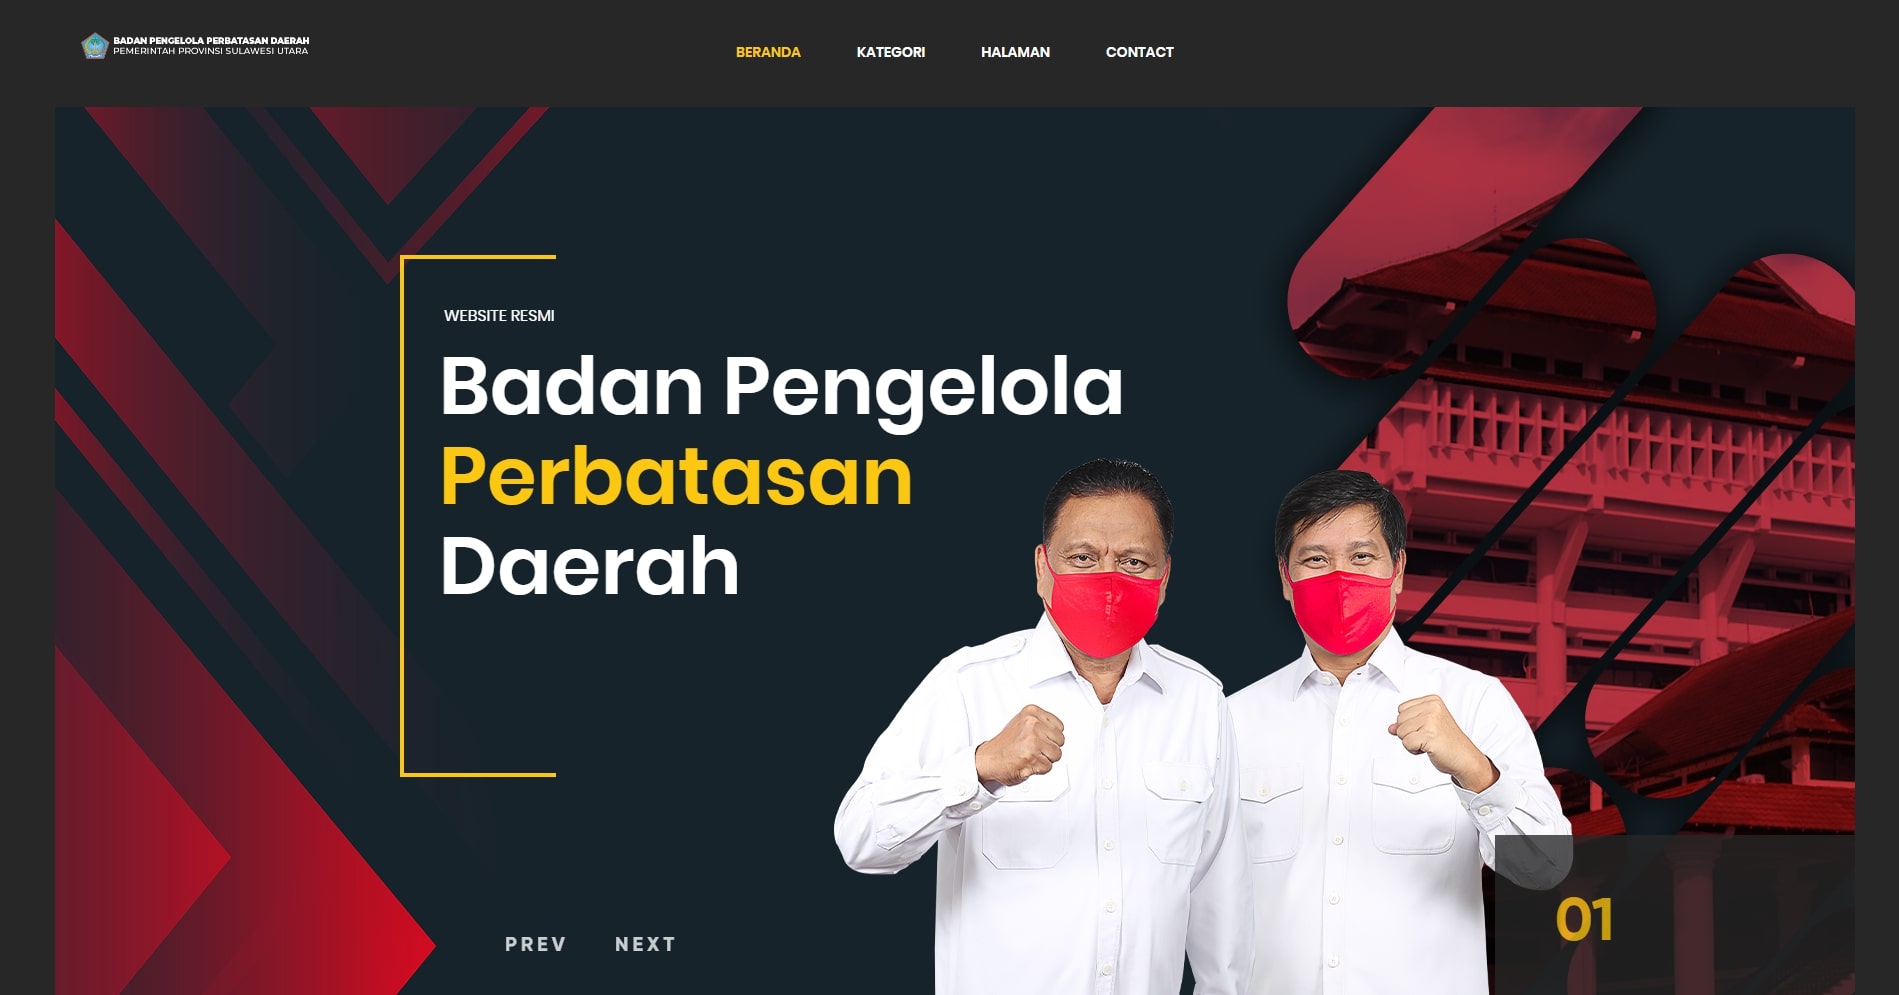 BADAN PENGELOLA PERBATASAN DAERAH
PEMERINTAH PROVINSI SULAWESI UTARA
BERANDA KATEGORI HALAMAN CONTACT
WEBSITE RESMI
Badan Pengelola
Perbatasan
Daerah
PREV NEXT
01